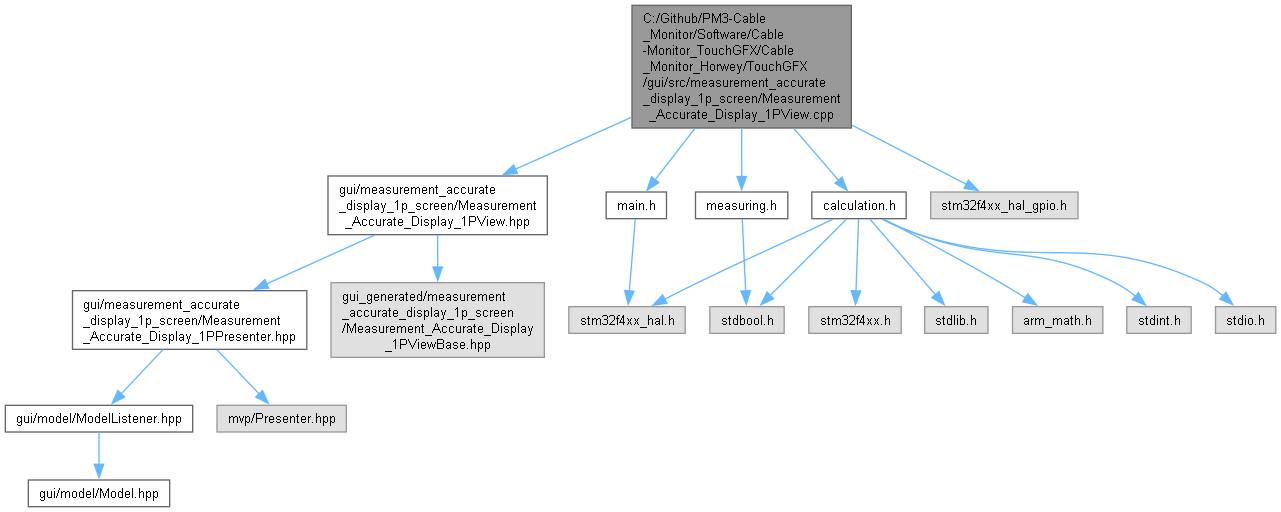 C:/Github/PM3-Cable
_Monitor/Software/Cable
-Monitor_TouchGFX/Cable
_Monitor_Horwey/TouchGFX
/gui/src/measurement_accurate
_display_1p_screen/Measurement
_Accurate_Display_1PView.cpp
gui/measurement_accurate
_display_1p_screen/Measurement
_Accurate_Display_1PView.hpp
main.h
measuring.h
calculation.h
stm32f4xx_hal_gpio.h
gui/measurement_accurate
_display_1p_screen/Measurement
_Accurate_Display_1PPresenter.hpp
gui_generated/measurement
_accurate_display_1p_screen
/Measurement_Accurate_Display
_1PViewBase.hpp
stm32f4xx_hal.h
stdbool.h
stm32f4xx.h
stdlib.h
arm_math.h
stdint.h
stdio.h
gui/model/ModelListener.hpp
mvp/Presenter.hpp
gui/model/Model.hpp